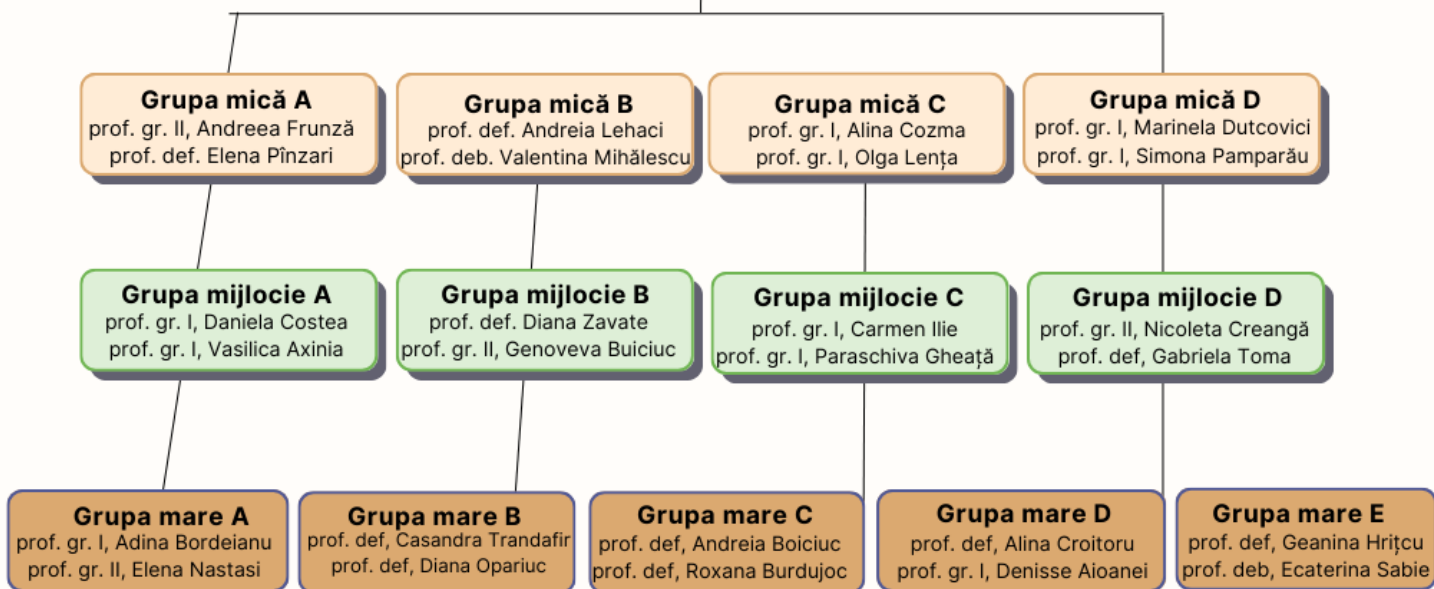 Grupa mică A
prof. gr. II, Andreea Frunză
prof. def. Elena Pînzari
Grupa mică B
prof. def. Andreia Lehaci
prof. deb. Valentina Mihălescu
Grupa mică C
prof. gr. I, Alina Cozma
prof. gr. I, Olga Lența
Grupa mică D
prof. gr. I, Marinela Dutcovici
prof. gr. I, Simona Pamparău
Grupa mijlocie A
prof. gr. I, Daniela Costea
prof. gr. I, Vasilica Axinia
Grupa mijlocie B
prof. def. Diana Zavate
prof. gr. II, Genoveva Buiciuc
Grupa mijlocie C
prof. gr. I, Carmen Ilie
prof. gr. I, Paraschiva Gheață
Grupa mijlocie D
prof. gr. II, Nicoleta Creangă
prof. def, Gabriela Toma
Grupa mare A
prof. gr. I, Adina Bordeianu
prof. gr. II, Elena Nastasi
Grupa mare B
prof. def, Casandra Trandafir
prof. def, Diana Opariuc
Grupa mare C
prof. def, Andreia Boiciuc
prof. def, Roxana Burdujoc
Grupa mare D
prof. def, Alina Croitoru
prof. gr. I, Denisse Aioanei
Grupa mare E
prof. def, Geanina Hrițcu
prof. deb, Ecaterina Sabie